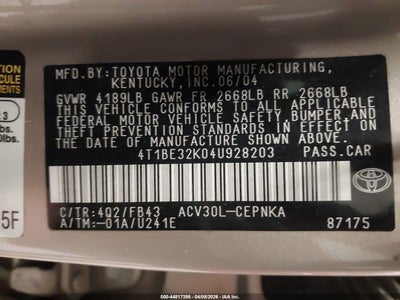 MFD.BY:TOYOTA MOTOR MANUFACTURING,
KENTUCKY,INC.06/04
GVWR 4189LB GAWR FR 2668LB RR 2668LB
THIS VEHICLE CONFORMS TO ALL APPLICABLE
FEDERAL MOTOR VEHICLE SAFETY,BUMPER,AND
THEFT PREVENTION STANDARDS IN EFFECT ON
THE DATE OF MANUFACTURE SHOWN ABOVE.
4T1BE32K04U928203 PASS.CAR
C/TR:4Q2/FB43 ACV30L-CEPNKA
A/TM:-01A/U241E 87175
TOYOTA
5F
000-44817398 - 04/09/2026 - IAA Inc.